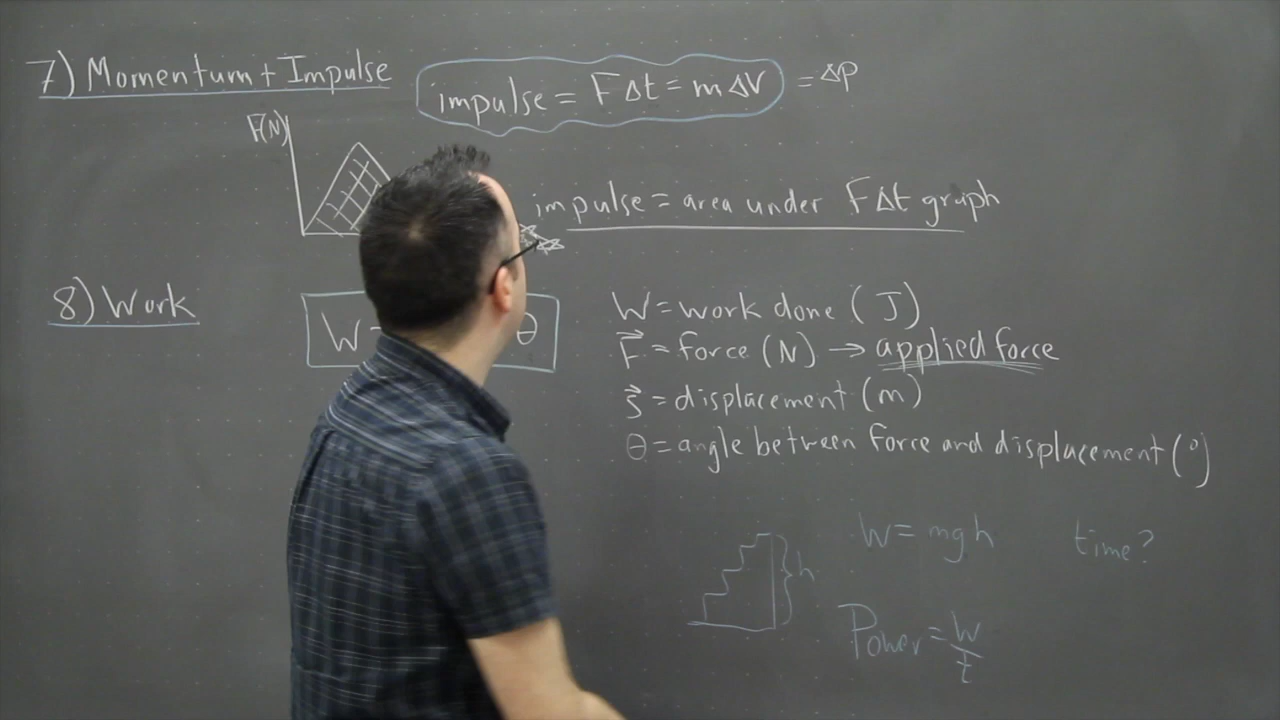 7) Momentum + Impulse
impulse = FΔt = mΔV = ΔP
F(N)
impulse = area under FΔt graph
8) Work
W = θ
W = work done (J)
F⃗ = force (N) → applied force
s⃗ = displacement (m)
θ = angle between force and displacement (°)
W = mgh
time?
h
Power = W/t